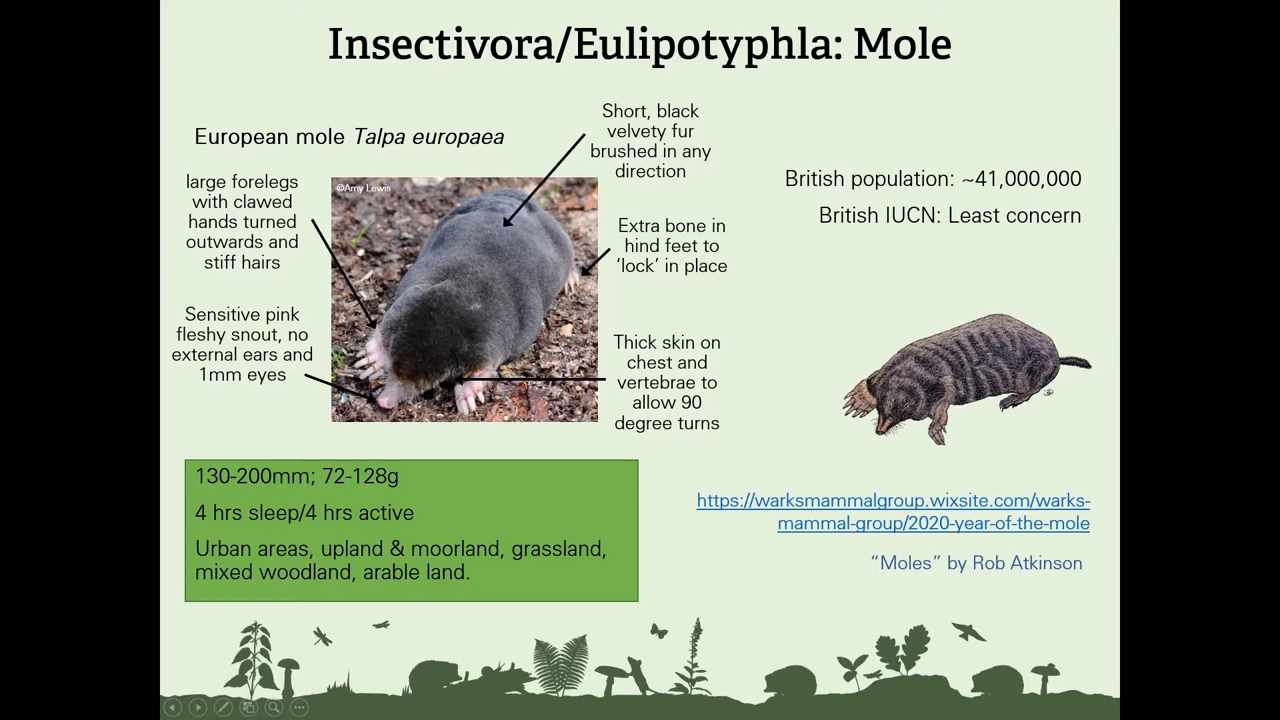 Insectivora/Eulipotyphla: Mole
European mole Talpa europaea
Short, black
velvety fur
brushed in any
direction
large forelegs
with clawed
hands turned
outwards and
stiff hairs
©Amy Lewis
British population: ~41,000,000
British IUCN: Least concern
Extra bone in
hind feet to
‘lock’ in place
Sensitive pink
fleshy snout, no
external ears and
1mm eyes
Thick skin on
chest and
vertebrae to
allow 90
degree turns
130-200mm; 72-128g
4 hrs sleep/4 hrs active
Urban areas, upland & moorland, grassland,
mixed woodland, arable land.
https://warksmammalgroup.wixsite.com/warks-
mammal-group/2020-year-of-the-mole
“Moles” by Rob Atkinson